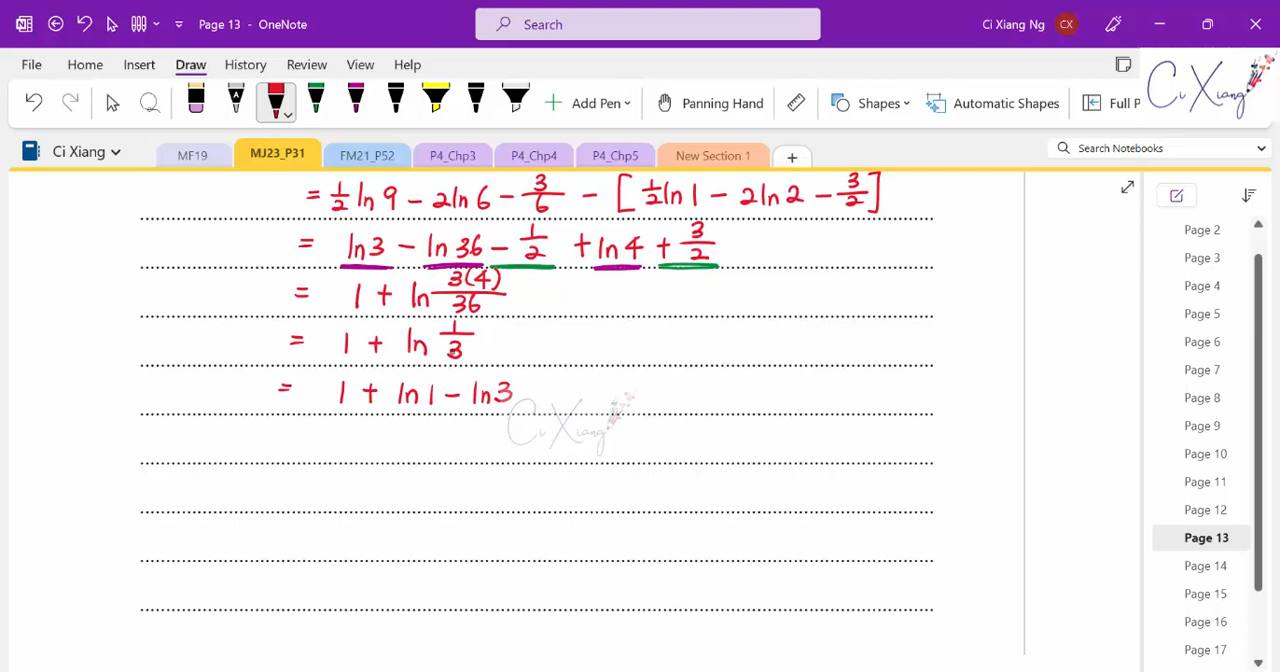 Page 13 - OneNote
Search
Ci Xiang Ng CX
File Home Insert Draw History Review View Help
Add Pen Panning Hand Shapes Automatic Shapes Full P
Ci Xiang
Ci Xiang MF19 MJ23_P31 FM21_P52 P4_Chp3 P4_Chp4 P4_Chp5 New Section 1 + Search Notebooks
= 1/2 ln 9 - 2ln 6 - 3/6 - [1/2 ln 1 - 2ln 2 - 3/2]
= ln3 - ln 36 - 1/2 + ln 4 + 3/2
= 1 + ln 3(4)/36
= 1 + ln 1/3
= 1 + ln 1 - ln3
Ci Xiang
Page 2
Page 3
Page 4
Page 5
Page 6
Page 7
Page 8
Page 9
Page 10
Page 11
Page 12
Page 13
Page 14
Page 15
Page 16
Page 17